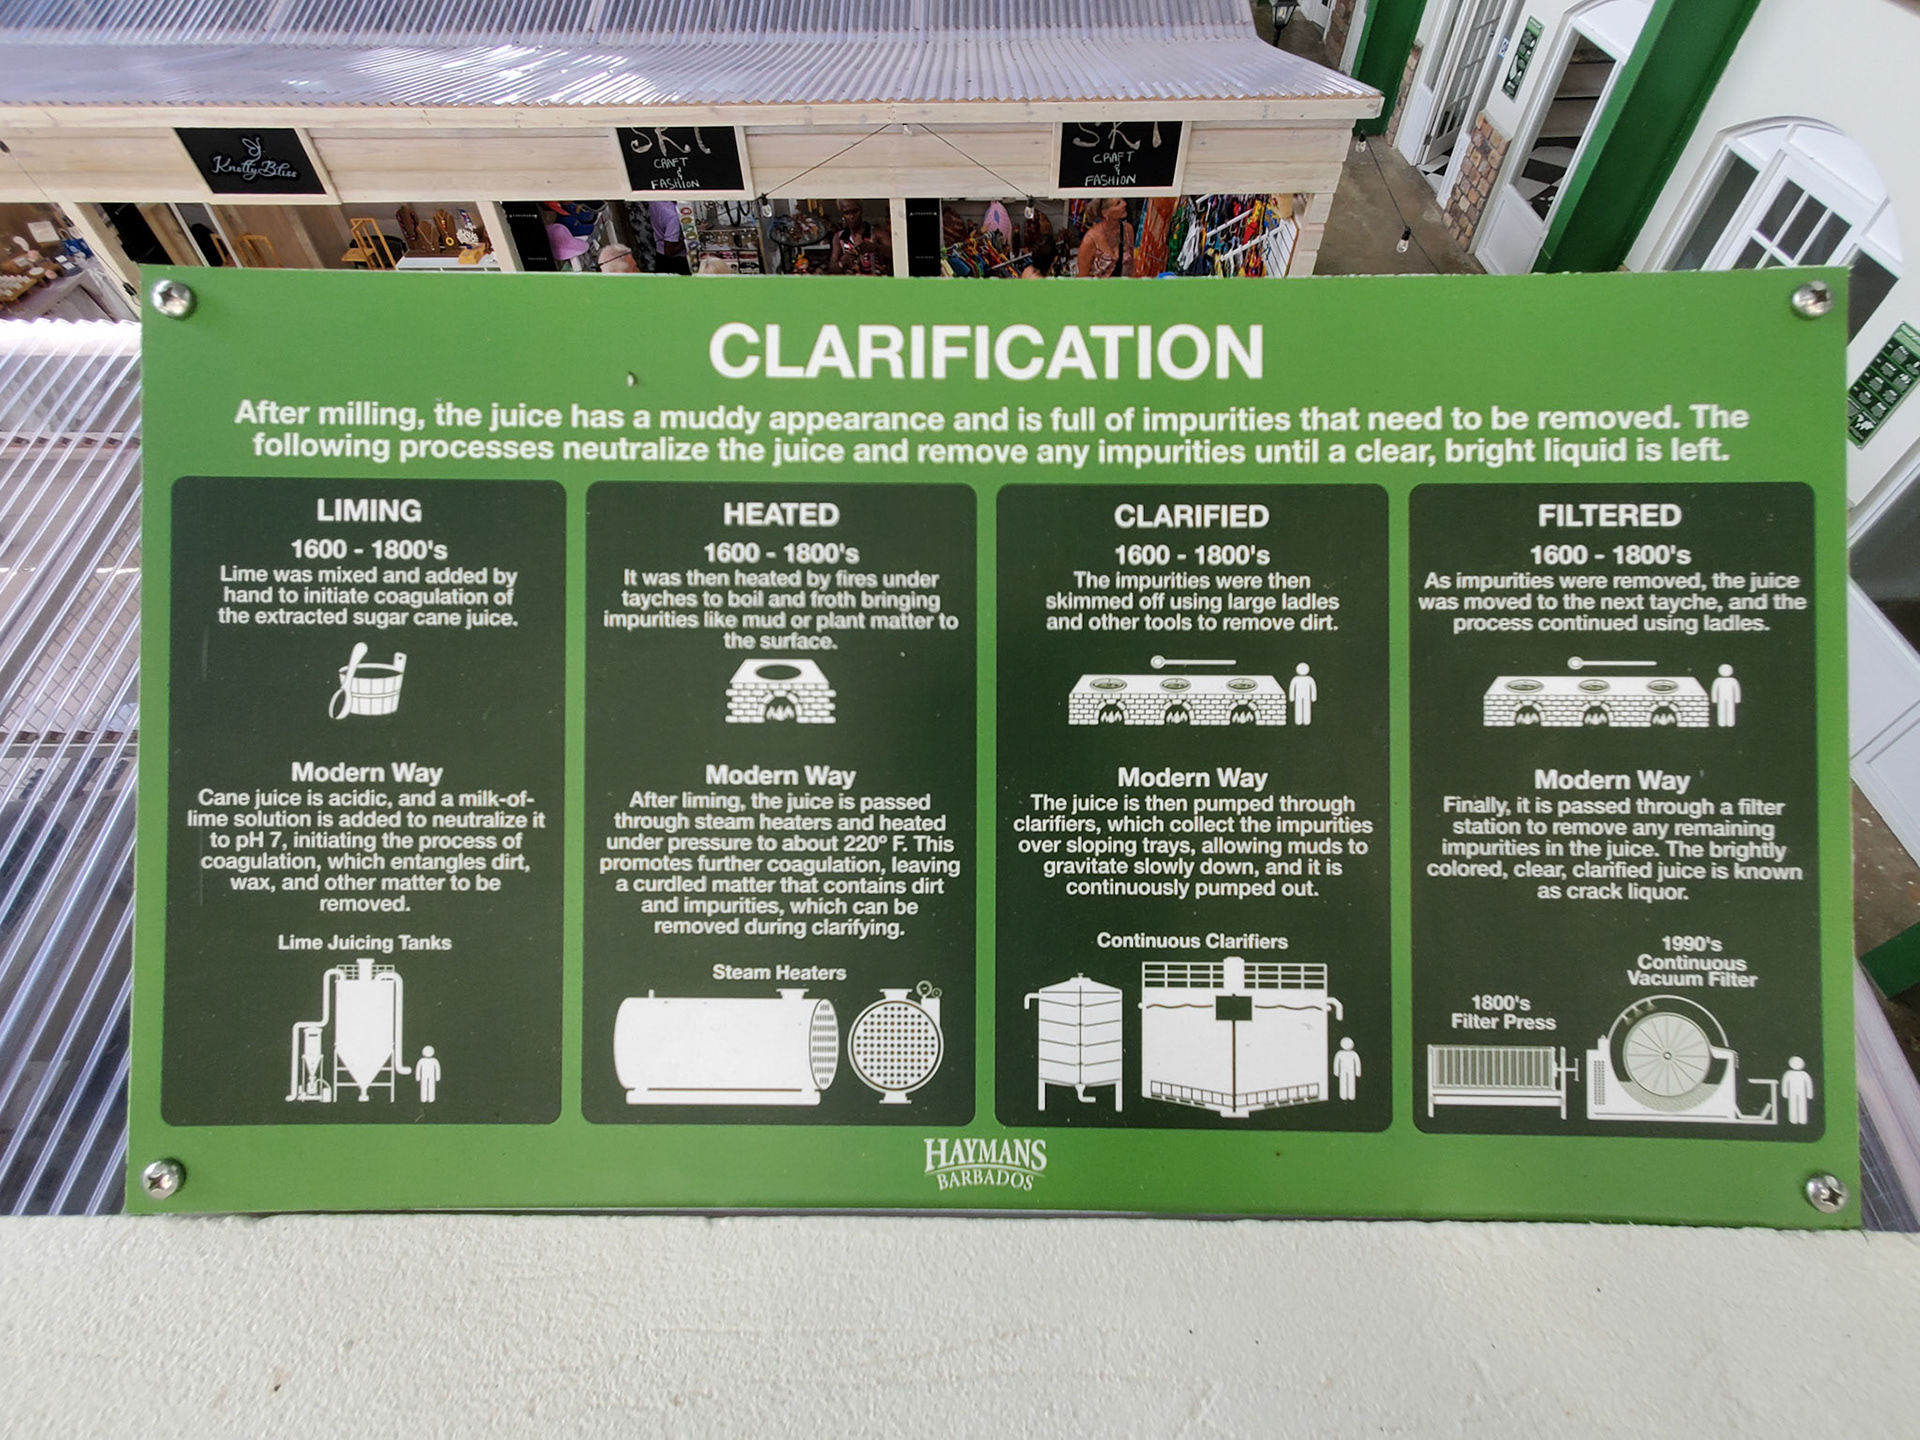 Knotty Bliss
SKY
CRAFT
&
FASHION
SKY
CRAFT
&
FASHION
CLARIFICATION
After milling, the juice has a muddy appearance and is full of impurities that need to be removed. The
following processes neutralize the juice and remove any impurities until a clear, bright liquid is left.
LIMING
1600 - 1800's
Lime was mixed and added by
hand to initiate coagulation of
the extracted sugar cane juice.
Modern Way
Cane juice is acidic, and a milk-of-
lime solution is added to neutralize it
to pH 7, initiating the process of
coagulation, which entangles dirt,
wax, and other matter to be
removed.
Lime Juicing Tanks
HEATED
1600 - 1800's
It was then heated by fires under
tayches to boil and froth bringing
impurities like mud or plant matter to
the surface.
Modern Way
After liming, the juice is passed
through steam heaters and heated
under pressure to about 220º F. This
promotes further coagulation, leaving
a curdled matter that contains dirt
and impurities, which can be
removed during clarifying.
Steam Heaters
CLARIFIED
1600 - 1800's
The impurities were then
skimmed off using large ladles
and other tools to remove dirt.
Modern Way
The juice is then pumped through
clarifiers, which collect the impurities
over sloping trays, allowing muds to
gravitate slowly down, and it is
continuously pumped out.
Continuous Clarifiers
FILTERED
1600 - 1800's
As impurities were removed, the juice
was moved to the next tayche, and the
process continued using ladles.
Modern Way
Finally, it is passed through a filter
station to remove any remaining
impurities in the juice. The brightly
colored, clear, clarified juice is known
as crack liquor.
1800's
Filter Press
1990's
Continuous
Vacuum Filter
HAYMANS
BARBADOS